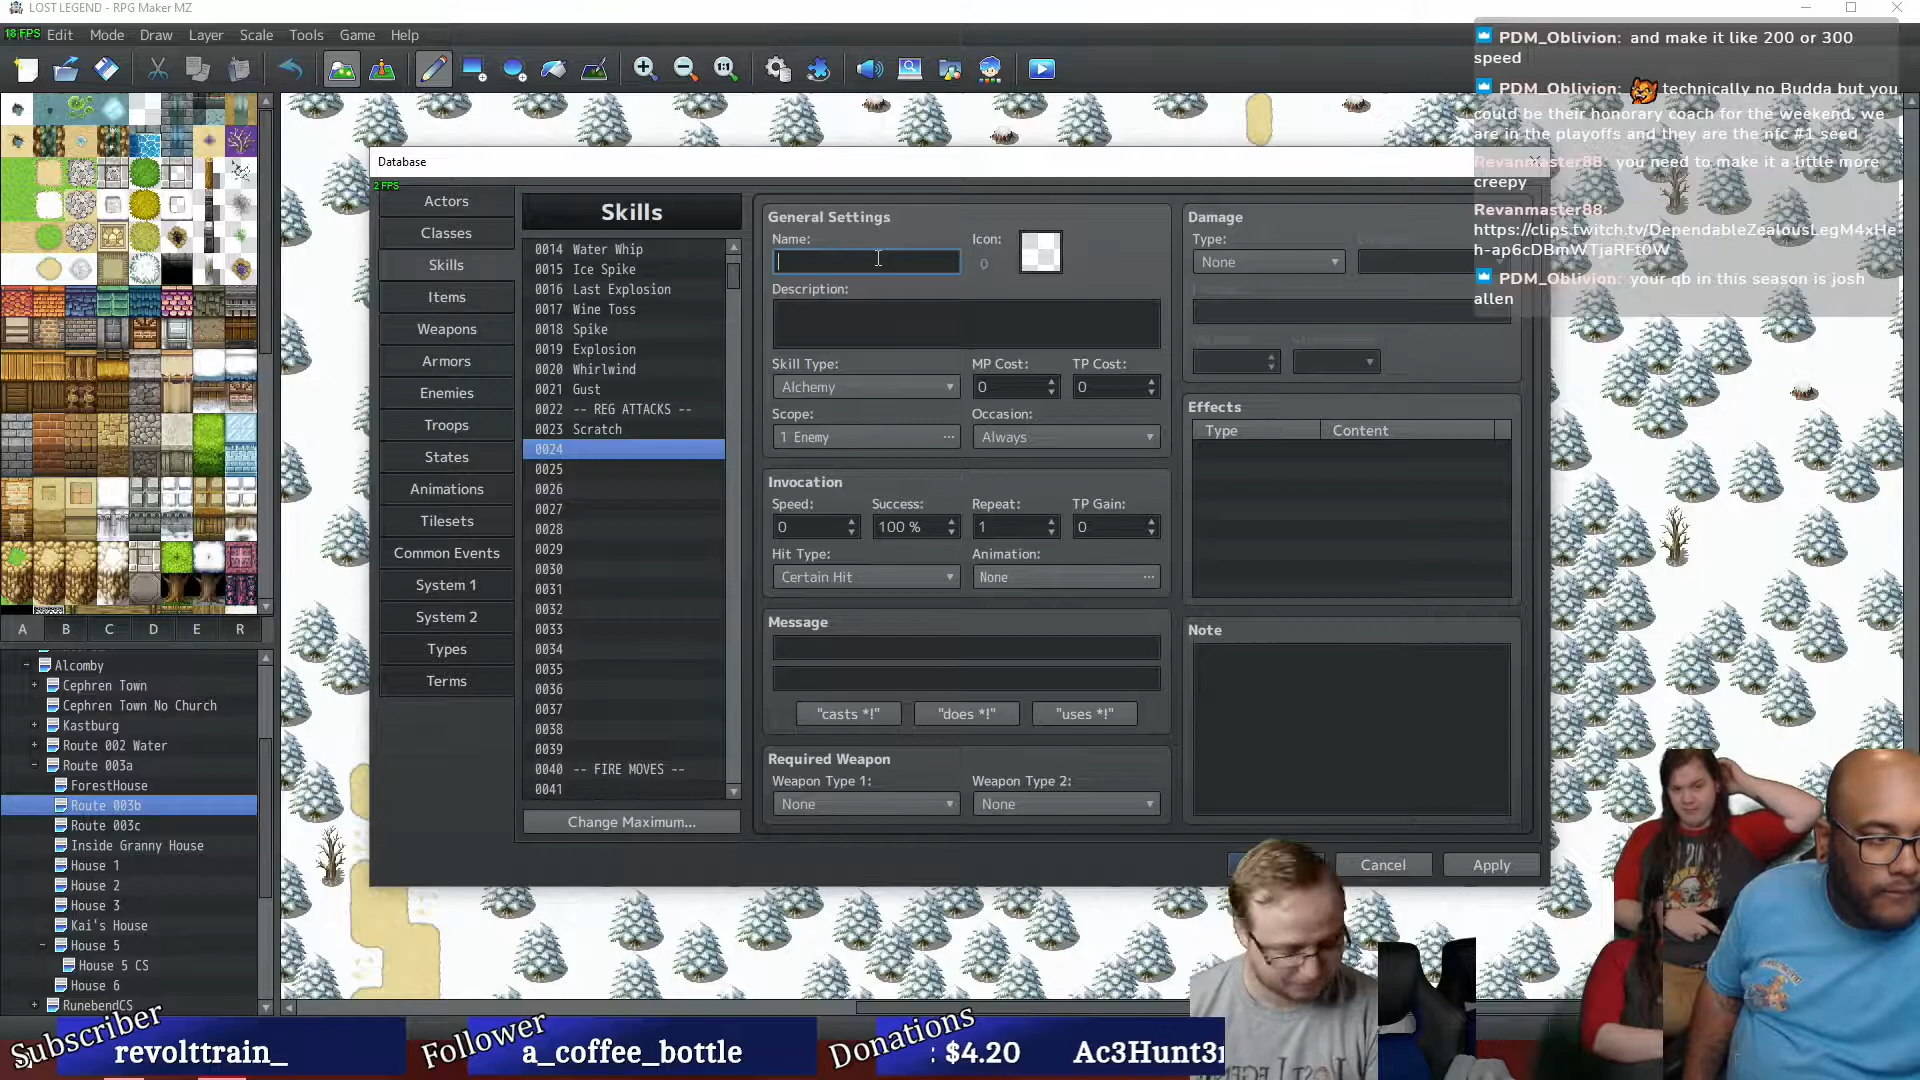 LOST LEGEND - RPG Maker MZ
18 FPS
Edit
Mode
Draw
Layer
Scale
Tools
Game
Help
1:1
PDM_Oblivion: and make it like 200 or 300
speed
PDM_Oblivion: technically no Budda but you
could be their honorary coach for the weekend. we
are in the playoffs and they are the nfc #1 seed
Revanmaster88: you need to make it a little more
creepy
Revanmaster88:
https://clips.twitch.tv/DependableZealousLegM4xHe
h-ap6cDBmWTjaRFt0W
PDM_Oblivion: your qb in this season is josh
allen
Database
2 FPS
Actors
Classes
Skills
Items
Weapons
Armors
Enemies
Troops
States
Animations
Tilesets
Common Events
System 1
System 2
Types
Terms
Skills
0014 Water Whip
0015 Ice Spike
0016 Last Explosion
0017 Wine Toss
0018 Spike
0019 Explosion
0020 Whirlwind
0021 Gust
0022 -- REG ATTACKS --
0023 Scratch
0024
0025
0026
0027
0028
0029
0030
0031
0032
0033
0034
0035
0036
0037
0038
0039
0040 -- FIRE MOVES --
0041
Change Maximum...
General Settings
Name:
Icon:
0
Description:
Skill Type:
MP Cost:
TP Cost:
Alchemy
0
0
Scope:
Occasion:
1 Enemy
...
Always
Invocation
Speed:
Success:
Repeat:
TP Gain:
0
100 %
1
0
Hit Type:
Animation:
Certain Hit
None
...
Message
"casts *!"
"does *!"
"uses *!"
Required Weapon
Weapon Type 1:
Weapon Type 2:
None
None
Damage
Type:
None
Effects
Type
Content
Note
Cancel
Apply
A
B
C
D
E
R
Alcomby
Cephren Town
Cephren Town No Church
Kastburg
Route 002 Water
Route 003a
ForestHouse
Route 003b
Route 003c
Inside Granny House
House 1
House 2
House 3
Kai's House
House 5
House 5 CS
House 6
RunebendCS
Subscriber
revolttrain_
Follower
a_coffee_bottle
Donations
: $4.20
Ac3Hunt3r